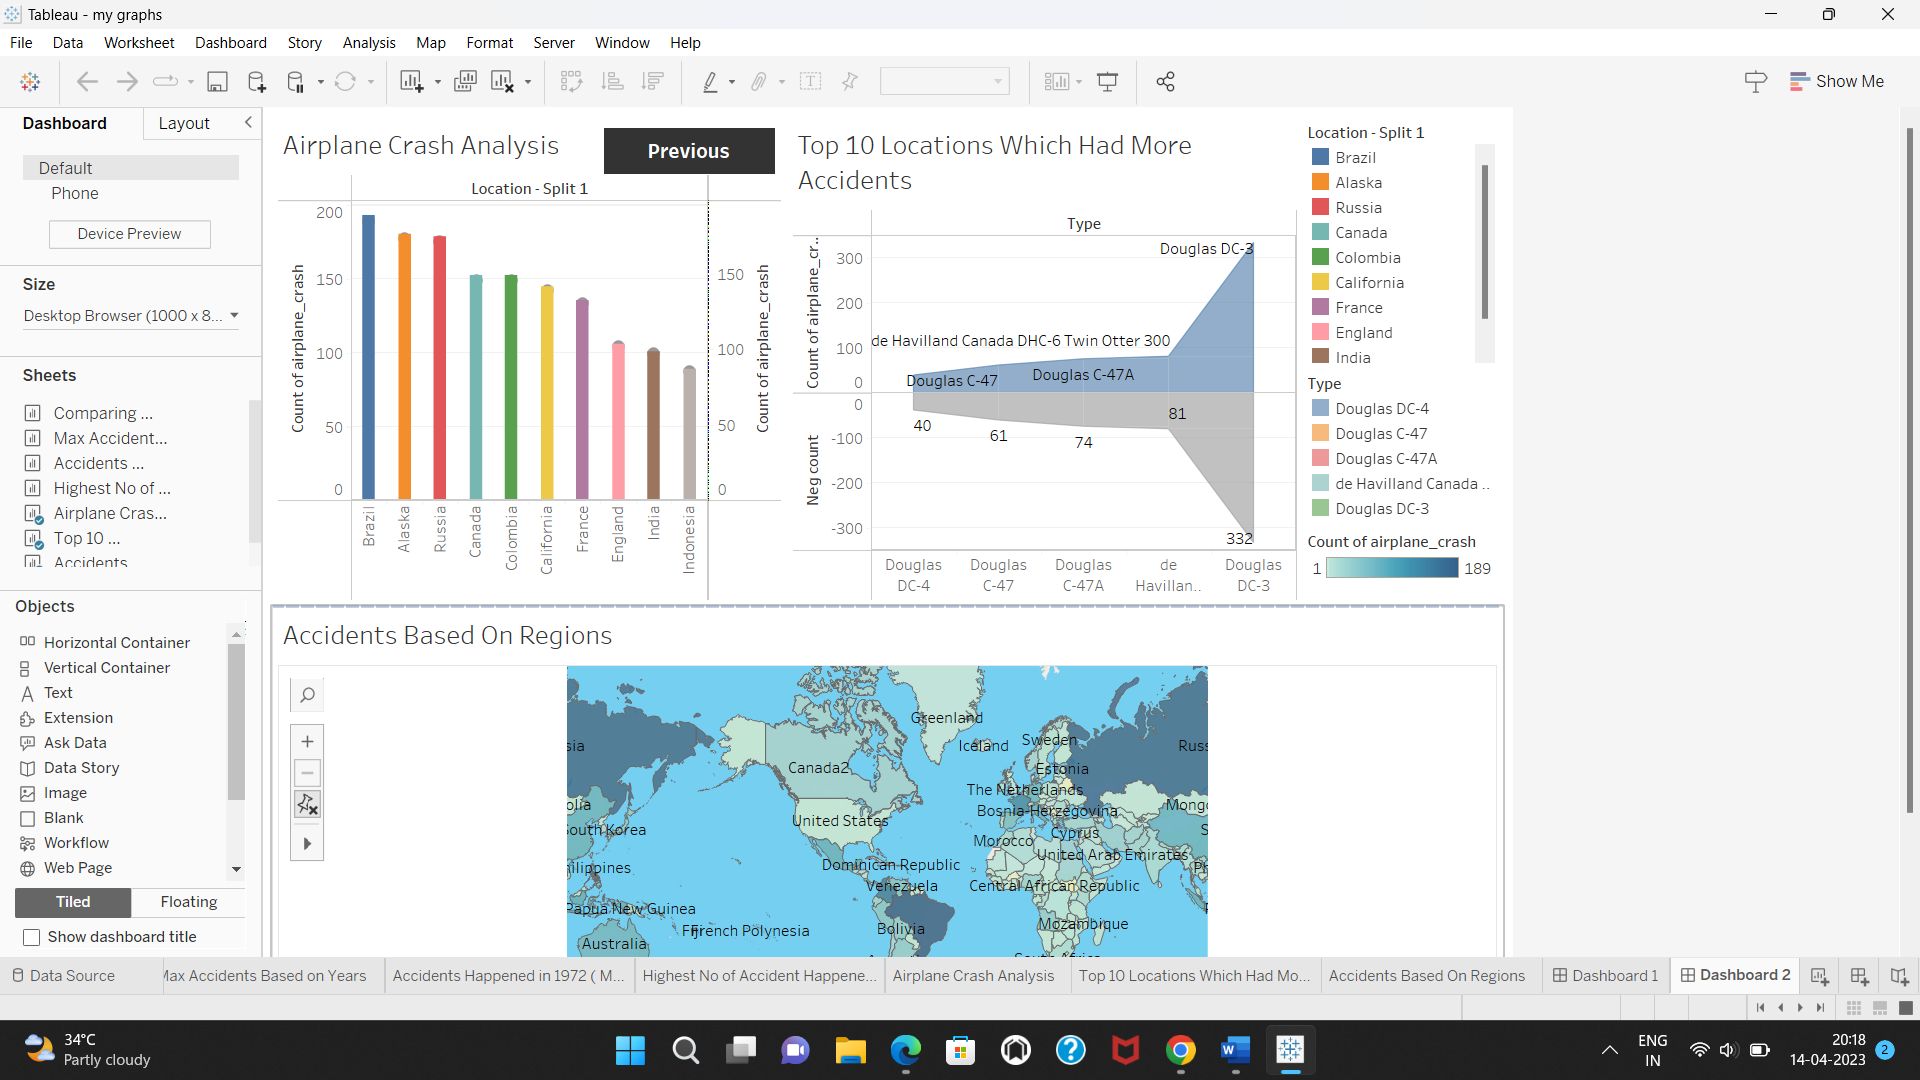 Tableau - my graphs
File Data Worksheet Dashboard Story Analysis Map Format Server Window Help
Show Me
Dashboard Layout
Default
Phone
Device Preview
Size
Desktop Browser (1000 x 8...
Sheets
Comparing ...
Max Accident...
Accidents ...
Highest No of ...
Airplane Cras...
Top 10 ...
Accidents
Objects
Horizontal Container
Vertical Container
Text
Extension
Ask Data
Data Story
Image
Blank
Workflow
Web Page
Tiled Floating
Show dashboard title
Airplane Crash Analysis
Previous
Location - Split 1
Count of airplane_crash
200
150
100
50
0
150
100
50
0
Count of airplane_crash
Brazil
Alaska
Russia
Canada
Colombia
California
France
England
India
Indonesia
Top 10 Locations Which Had More
Accidents
Type
Count of airplane_cr..
300
200
100
0
Neg count
0
-100
-200
-300
Douglas DC-3
de Havilland Canada DHC-6 Twin Otter 300
Douglas C-47
Douglas C-47A
40
61
74
81
332
Douglas
DC-4
Douglas
C-47
Douglas
C-47A
de
Havillan..
Douglas
DC-3
Location - Split 1
Brazil
Alaska
Russia
Canada
Colombia
California
France
England
India
Type
Douglas DC-4
Douglas C-47
Douglas C-47A
de Havilland Canada ..
Douglas DC-3
Count of airplane_crash
1 189
Accidents Based On Regions
Greenland
Iceland
Sweden
sia
Russ
Canada2
Estonia
The Netherlands
olia
Bosnia-Herzegovina
Mong
United States
South Korea
Cyprus
S
Morocco
United Arab Emirates
hilippines
Dominican Republic
Venezuela
Central African Republic
Papua New Guinea
Mozambique
French Polynesia
Bolivia
Australia
Data Source
Max Accidents Based on Years
Accidents Happened in 1972 ( M...
Highest No of Accident Happene...
Airplane Crash Analysis
Top 10 Locations Which Had Mo...
Accidents Based On Regions
Dashboard 1
Dashboard 2
34°C
Partly cloudy
ENG
IN
20:18
14-04-2023
2